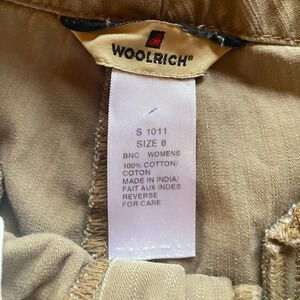 WOOLRICH®
S 1011
SIZE 6
BNC WOMENS
100% COTTON/
COTON
MADE IN INDIA/
FAIT AUX INDES
REVERSE
FOR CARE